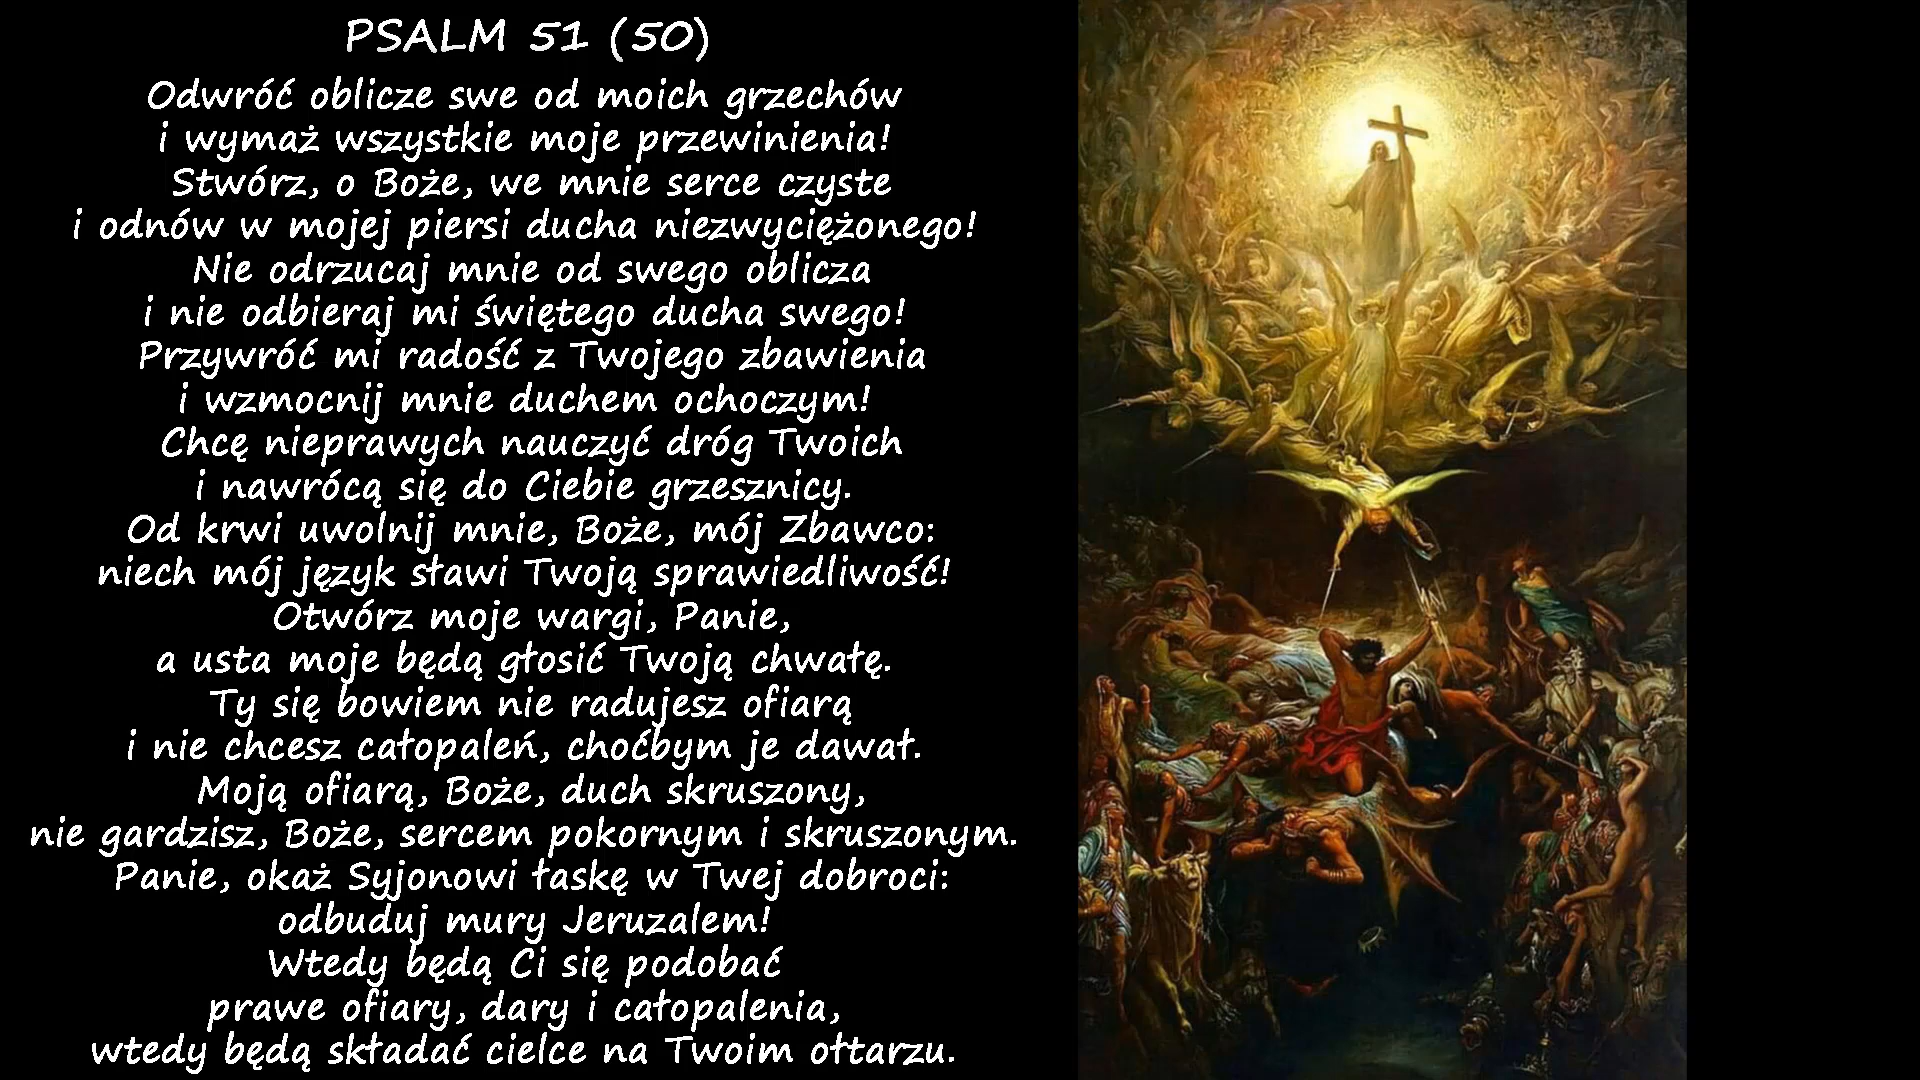 PSALM 51 (50)
Odwróć oblicze swe od moich grzechów
i wymaż wszystkie moje przewinienia!
Stwórz, o Boże, we mnie serce czyste
i odnów w mojej piersi ducha niezwyciężonego!
Nie odrzucaj mnie od swego oblicza
i nie odbieraj mi świętego ducha swego!
Przywróć mi radość z Twojego zbawienia
i wzmocnij mnie duchem ochoczym!
Chcę nieprawych nauczyć dróg Twoich
i nawrócą się do Ciebie grzesznicy.
Od krwi uwolnij mnie, Boże, mój Zbawco:
niech mój język sławi Twoją sprawiedliwość!
Otwórz moje wargi, Panie,
a usta moje będą głosić Twoją chwałę.
Ty się bowiem nie radujesz ofiarą
i nie chcesz całopaleń, choćbym je dawał.
Moją ofiarą, Boże, duch skruszony,
nie gardzisz, Boże, sercem pokornym i skruszonym.
Panie, okaż Syjonowi łaskę w Twej dobroci:
odbuduj mury Jeruzalem!
Wtedy będą Ci się podobać
prawe ofiary, dary i całopalenia,
wtedy będą składać cielce na Twoim ołtarzu.